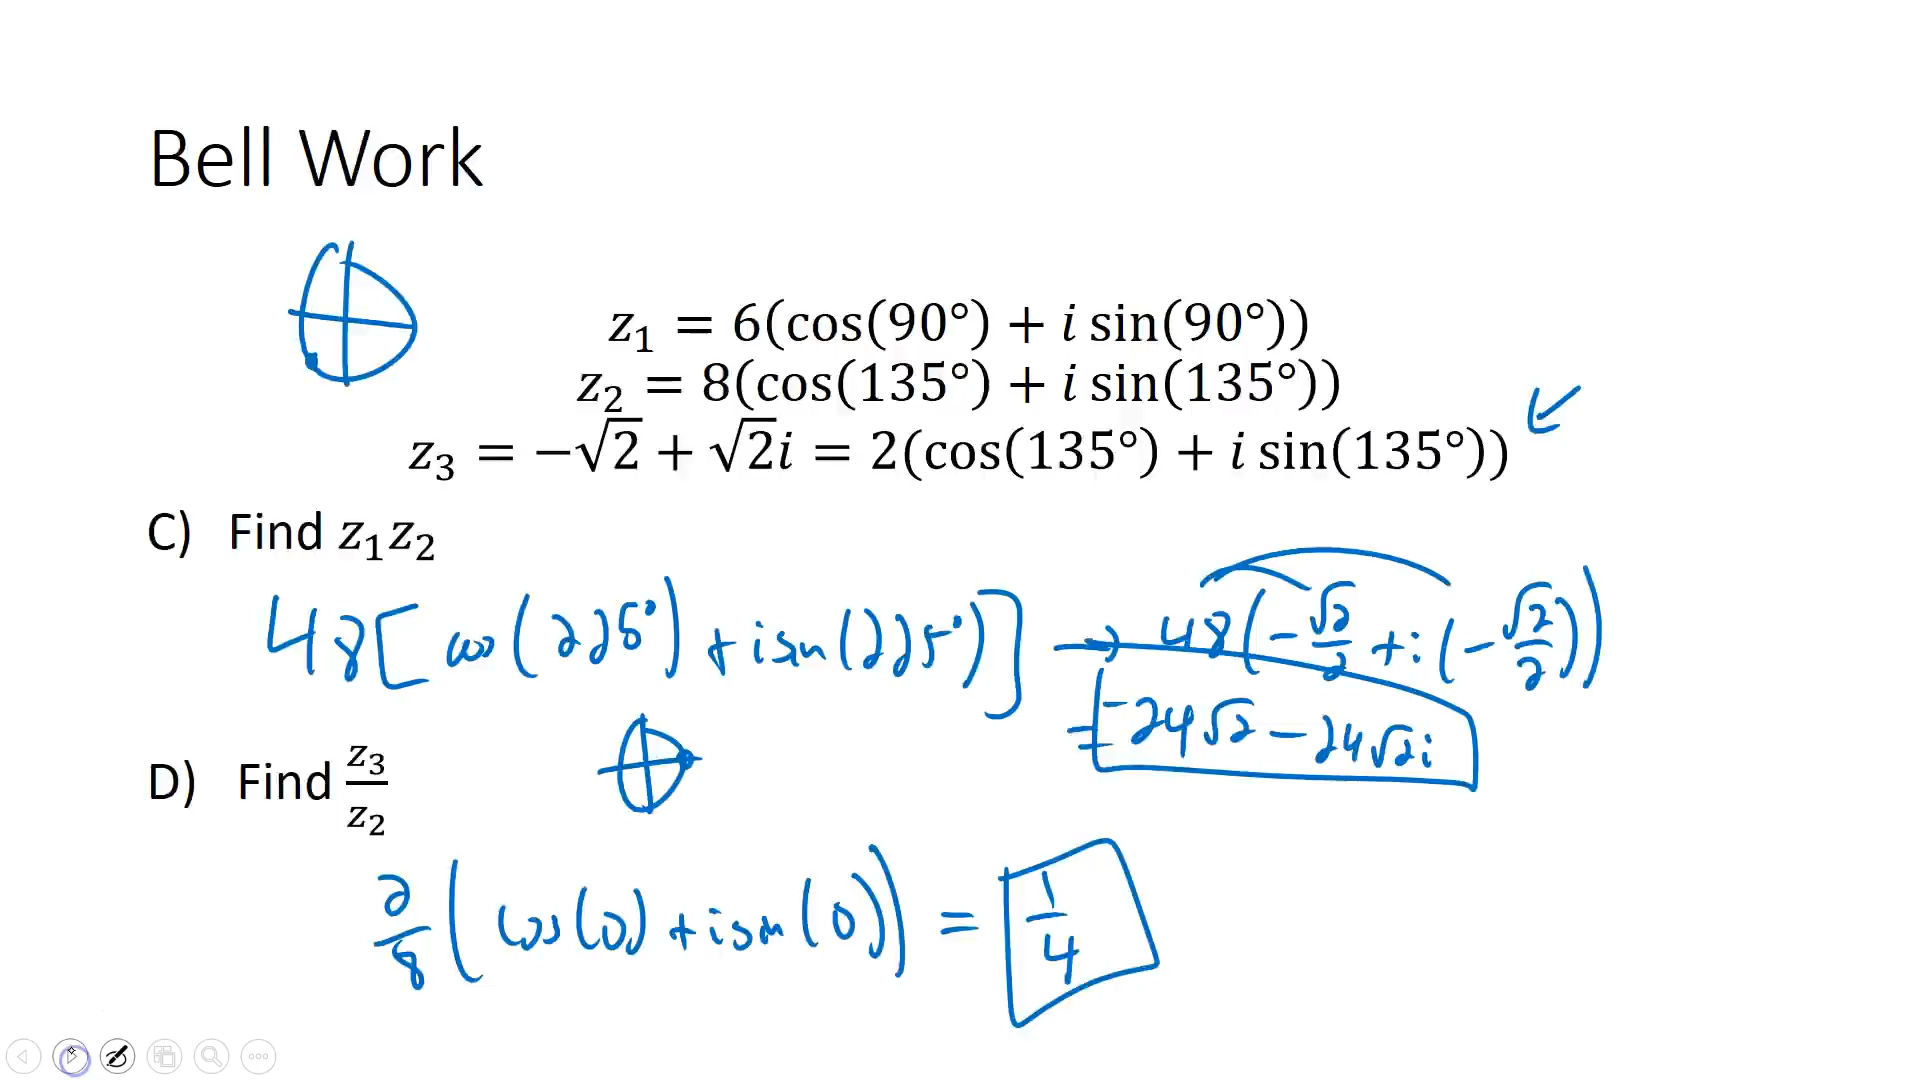 Bell Work
z₁ = 6(cos(90°) + i sin(90°))
z₂ = 8(cos(135°) + i sin(135°))
z₃ = −√2 + √2i = 2(cos(135°) + i sin(135°))
C) Find z₁z₂
48[cos(225°) + i sin(225°)] → 48(-√2/2 + i(-√2/2))
= -24√2 - 24√2i
D) Find z₃/z₂
2/8 (cos(0) + i sin(0)) = 1/4